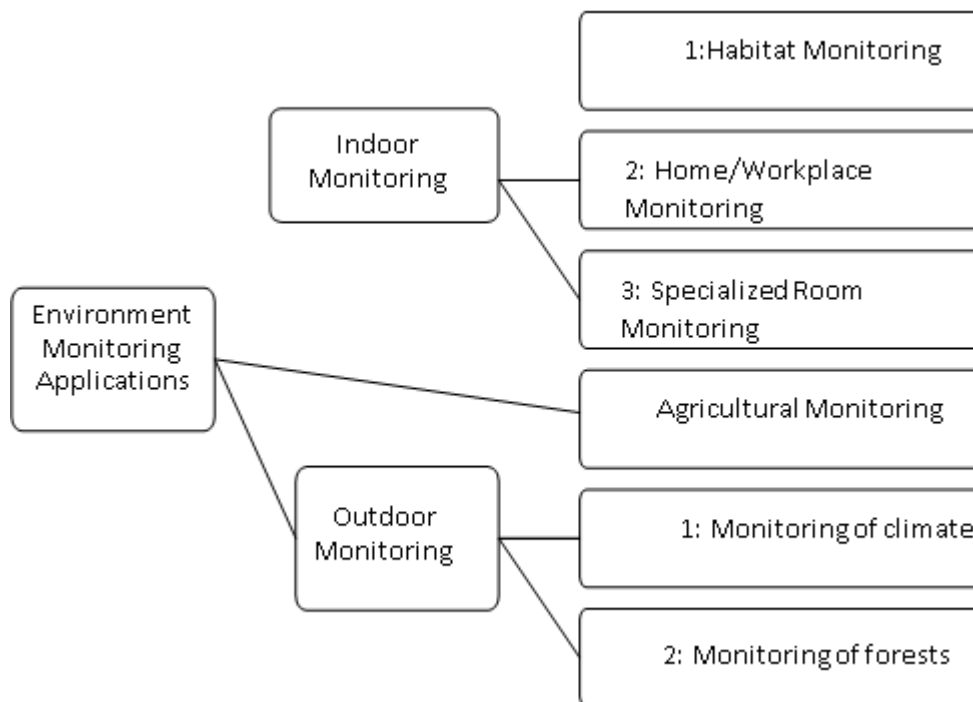 1:Habitat Monitoring
Indoor
Monitoring
2: Home/Workplace
Monitoring
3: Specialized Room
Monitoring
Environment
Monitoring
Applications
Agricultural Monitoring
Outdoor
Monitoring
1: Monitoring of climate
2: Monitoring of forests